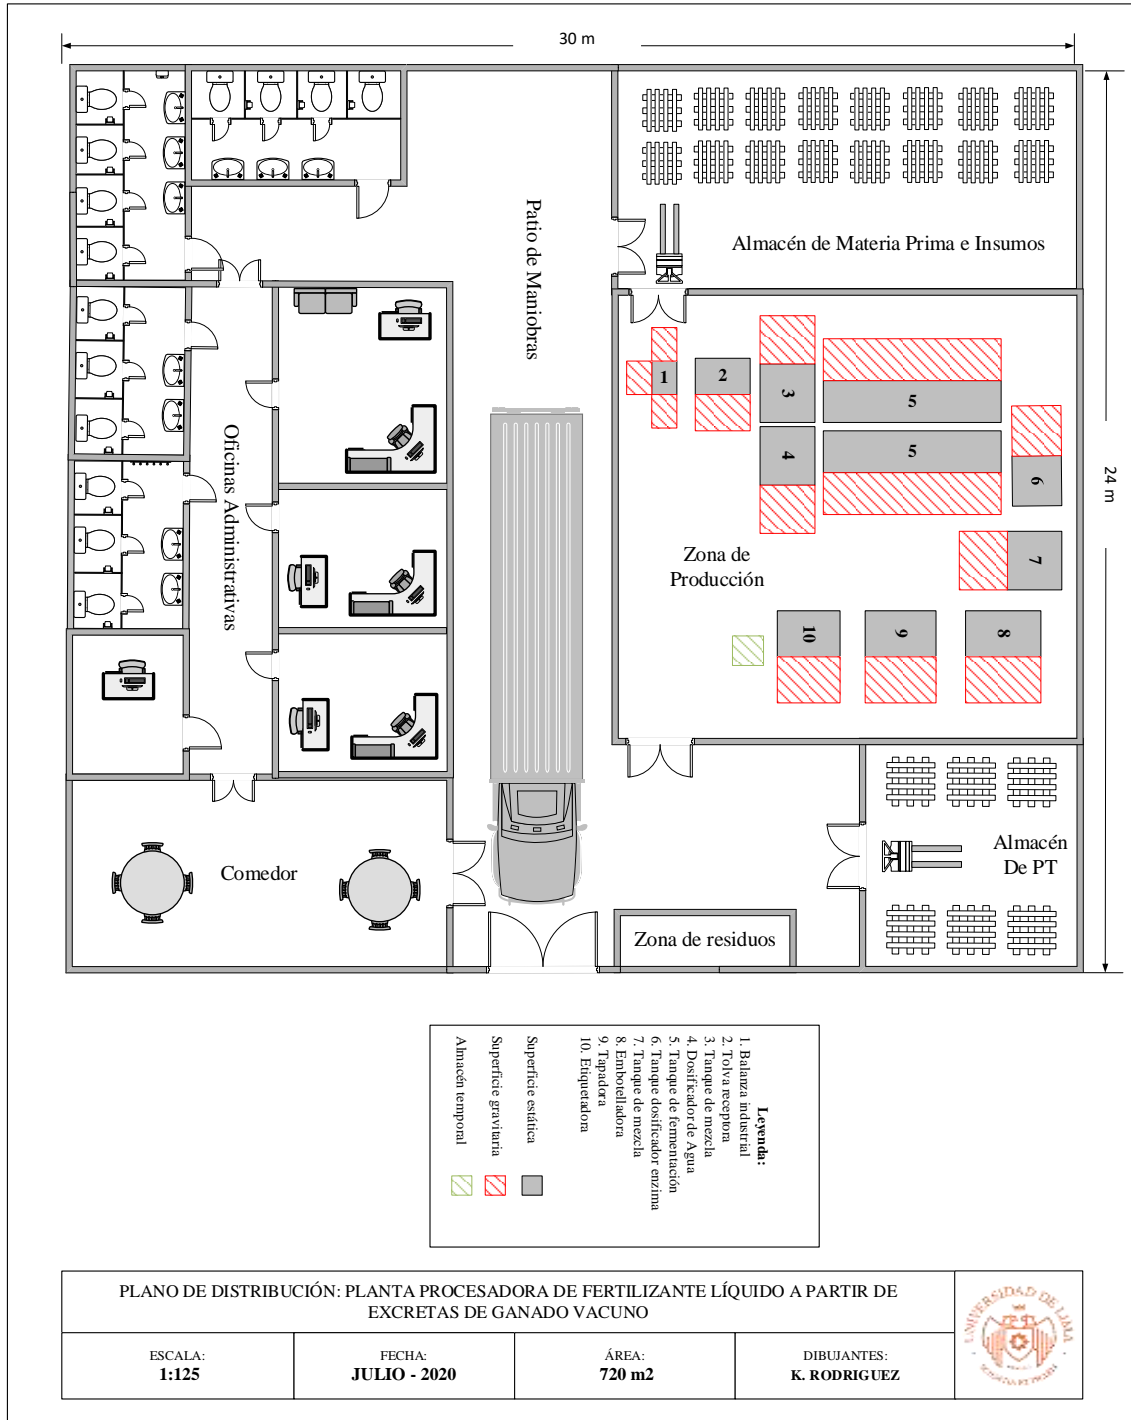 30 m
24 m
Patio de Maniobras
Almacén de Materia Prima e Insumos
Oficinas Administrativas
1
2
3
4
5
5
6
7
8
9
10
Zona de
Producción
Almacén
De PT
Comedor
Zona de residuos
Leyenda:
1. Balanza industrial
2. Tolva receptora
3. Tanque de mezcla
4. Dosificador de Agua
5. Tanque de fermentación
6. Tanque dosificador enzima
7. Tanque de mezcla
8. Embotelladora
9. Tapadora
10. Etiquetadora
Superficie estática
Superficie gravitaria
Almacén temporal
PLANO DE DISTRIBUCIÓN: PLANTA PROCESADORA DE FERTILIZANTE LÍQUIDO A PARTIR DE
EXCRETAS DE GANADO VACUNO
ESCALA:
1:125
FECHA:
JULIO - 2020
ÁREA:
720 m2
DIBUJANTES:
K. RODRIGUEZ
UNIVERSIDAD DE LIMA